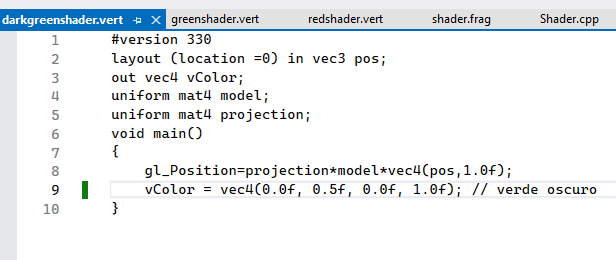 darkgreenshader.vert greenshader.vert redshader.vert shader.frag Shader.cpp
1 #version 330
2 layout (location =0) in vec3 pos;
3 out vec4 vColor;
4 uniform mat4 model;
5 uniform mat4 projection;
6 void main()
7 {
8 gl_Position=projection*model*vec4(pos,1.0f);
9 vColor = vec4(0.0f, 0.5f, 0.0f, 1.0f); // verde oscuro
10 }